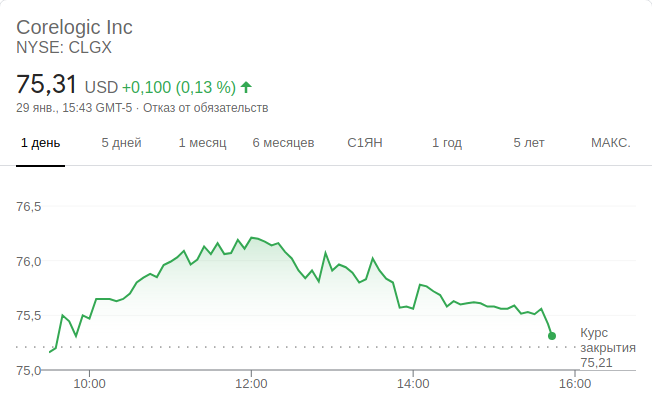 Corelogic Inc
NYSE: CLGX
75,31 USD +0,100 (0,13 %)
29 янв., 15:43 GMT-5 · Отказ от обязательств
1 день 5 дней 1 месяц 6 месяцев С1ЯН 1 год 5 лет МАКС.
76,5
76,0
75,5
Курс
закрытия
75,21
75,0
10:00 12:00 14:00 16:00